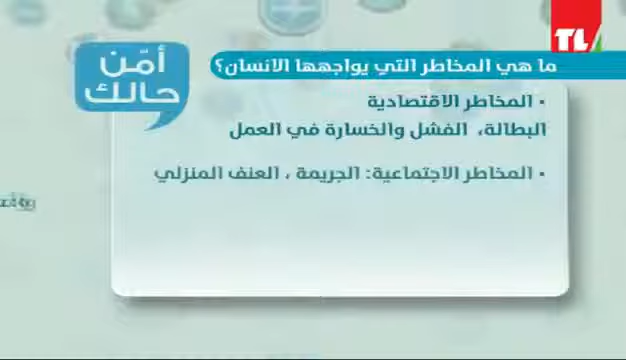 TL
ما هي المخاطر التي يواجهها الانسان؟
أمّن
حالك
• المخاطر الاقتصادية
البطالة، الفشل والخسارة في العمل
• المخاطر الاجتماعية: الجريمة ، العنف المنزلي